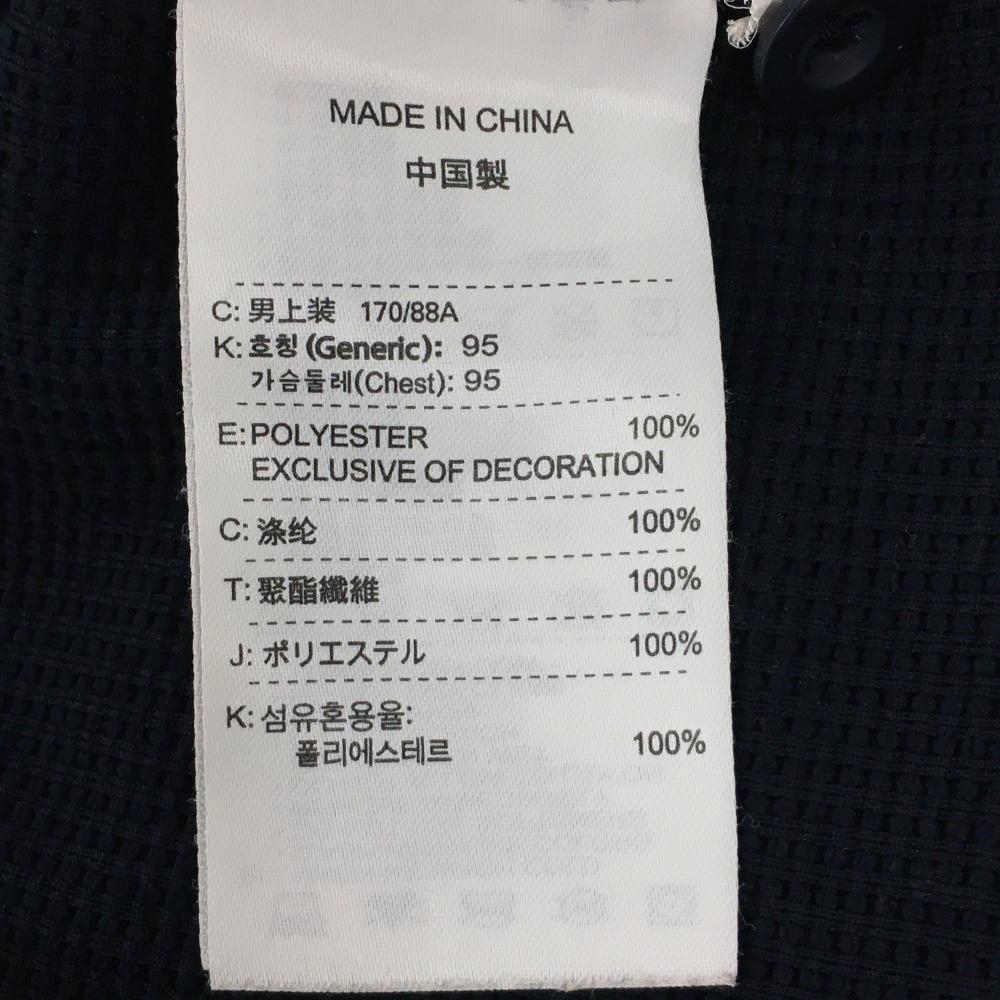 MADE IN CHINA
中国製
C: 男上装 170/88A
K: 호칭 (Generic): 95
가슴둘레(Chest): 95
E: POLYESTER 100%
EXCLUSIVE OF DECORATION
C: 涤纶 100%
T: 聚酯纖維 100%
J: ポリエステル 100%
K: 섬유혼용율:
폴리에스테르 100%